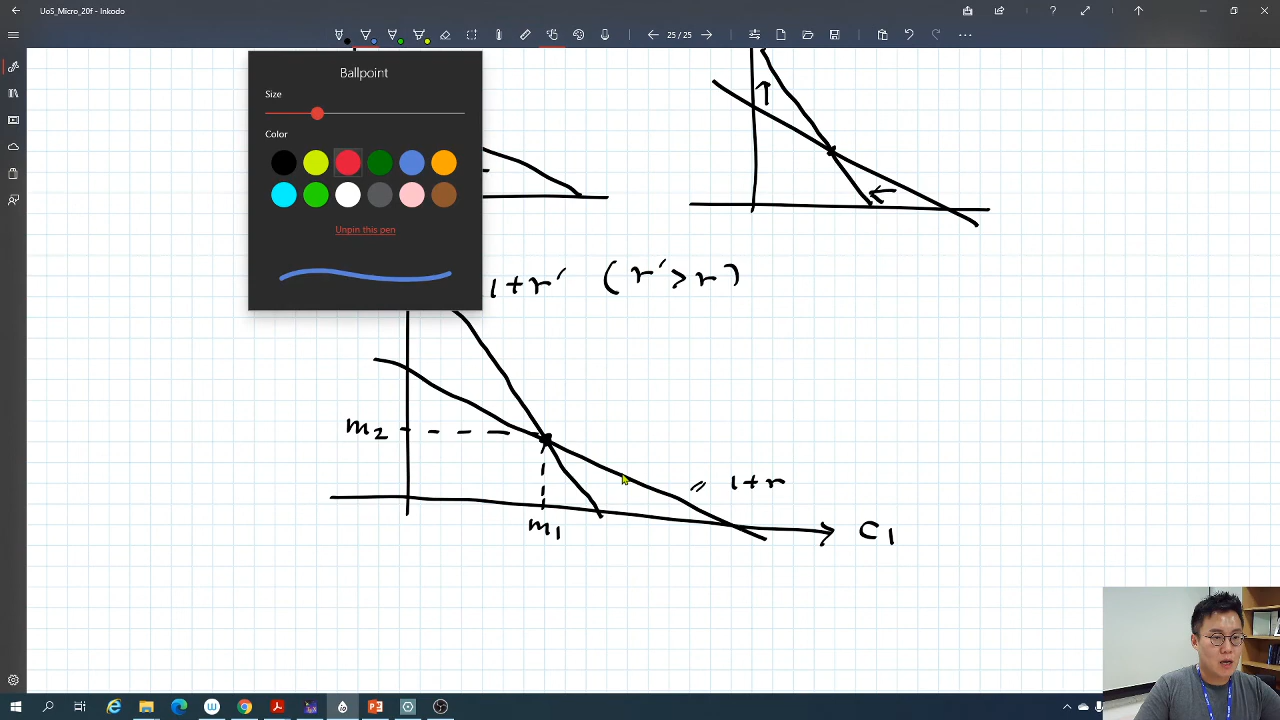 UoS_Micro_20f - Inkodo
25/25
Ballpoint
Size
Color
Unpin this pen
1+r′ (r′>r)
m2
1+r
m1
C1